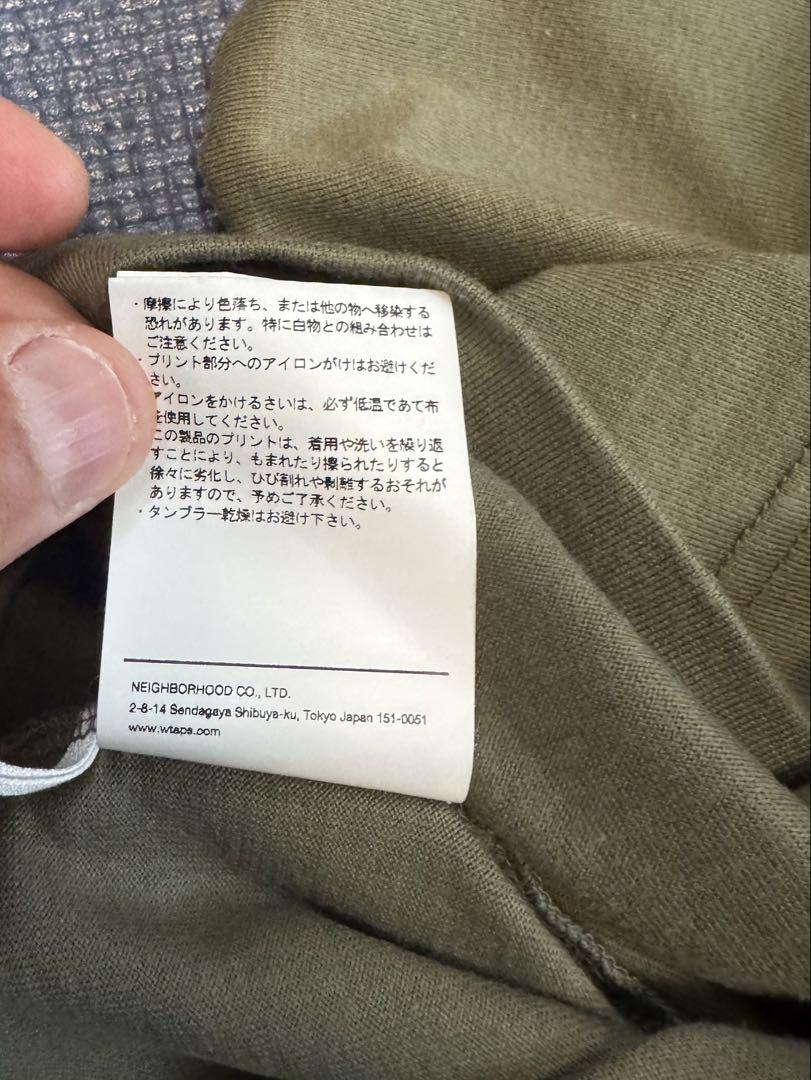 ・摩擦により色落ち、または他の物へ移染する
恐れがあります。特に白物との組み合わせは
ご注意ください。
・プリント部分へのアイロンがけはお避けくだ
さい。
アイロンをかけるさいは、必ず低温であて布
を使用してください。
この製品のプリントは、着用や洗いを繰り返
すことにより、もまれたり擦られたりすると
徐々に劣化し、ひび割れや剥離するおそれが
ありますので、予めご了承ください。
・タンブラー乾燥はお避け下さい。
NEIGHBORHOOD CO., LTD.
2-8-14 Sendagaya Shibuya-ku, Tokyo Japan 151-0051
www.wtaps.com